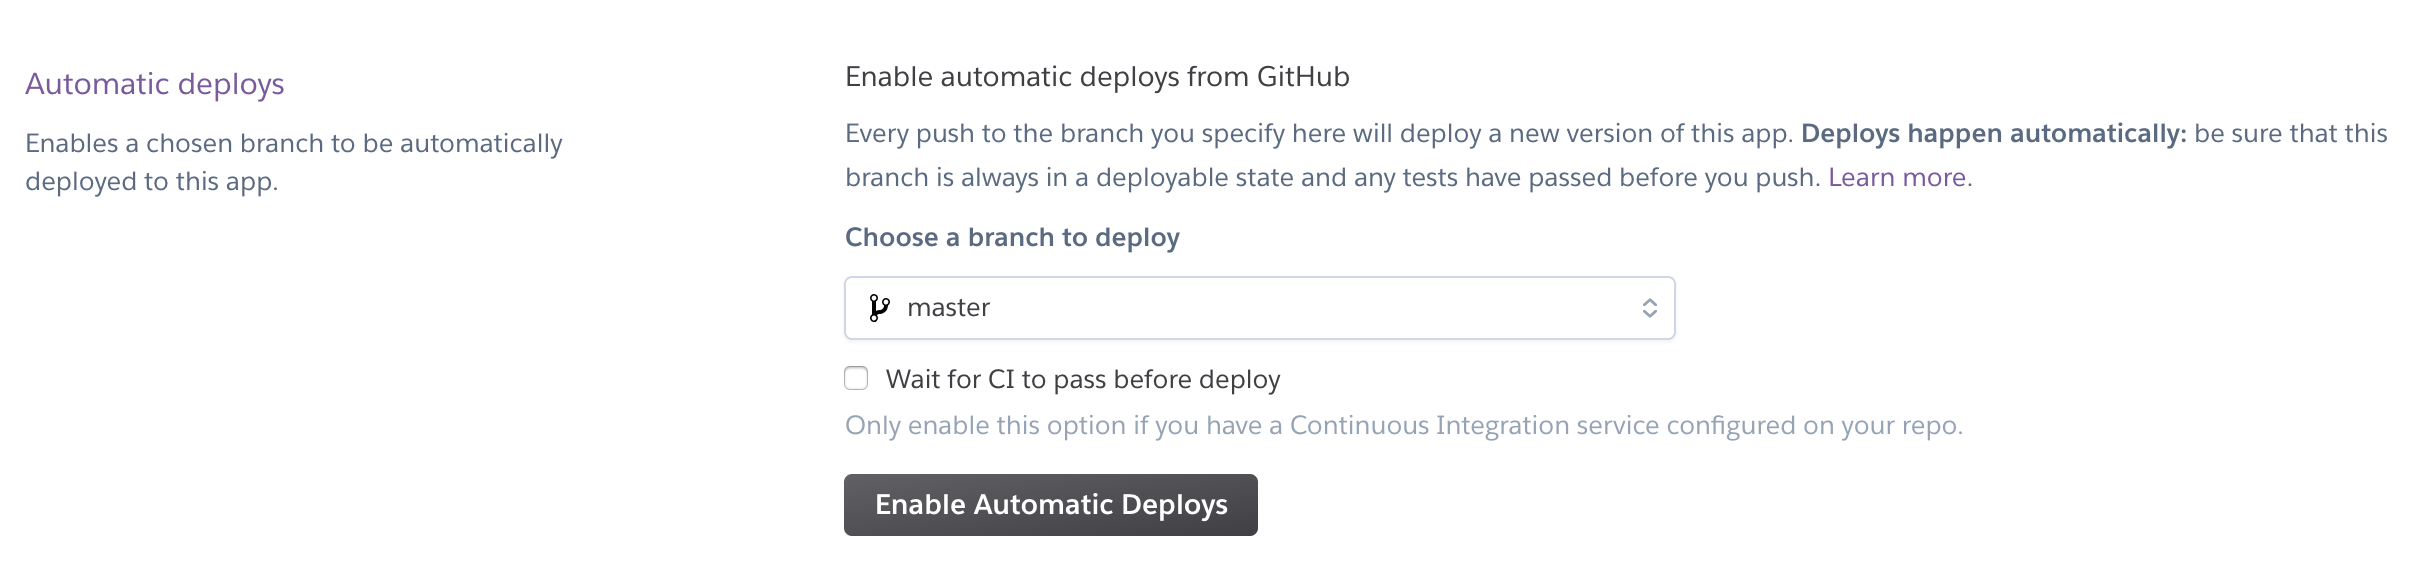 Automatic deploys
Enables a chosen branch to be automatically
deployed to this app.
Enable automatic deploys from GitHub
Every push to the branch you specify here will deploy a new version of this app. Deploys happen automatically: be sure that this
branch is always in a deployable state and any tests have passed before you push. Learn more.
Choose a branch to deploy
master
Wait for CI to pass before deploy
Only enable this option if you have a Continuous Integration service configured on your repo.
Enable Automatic Deploys